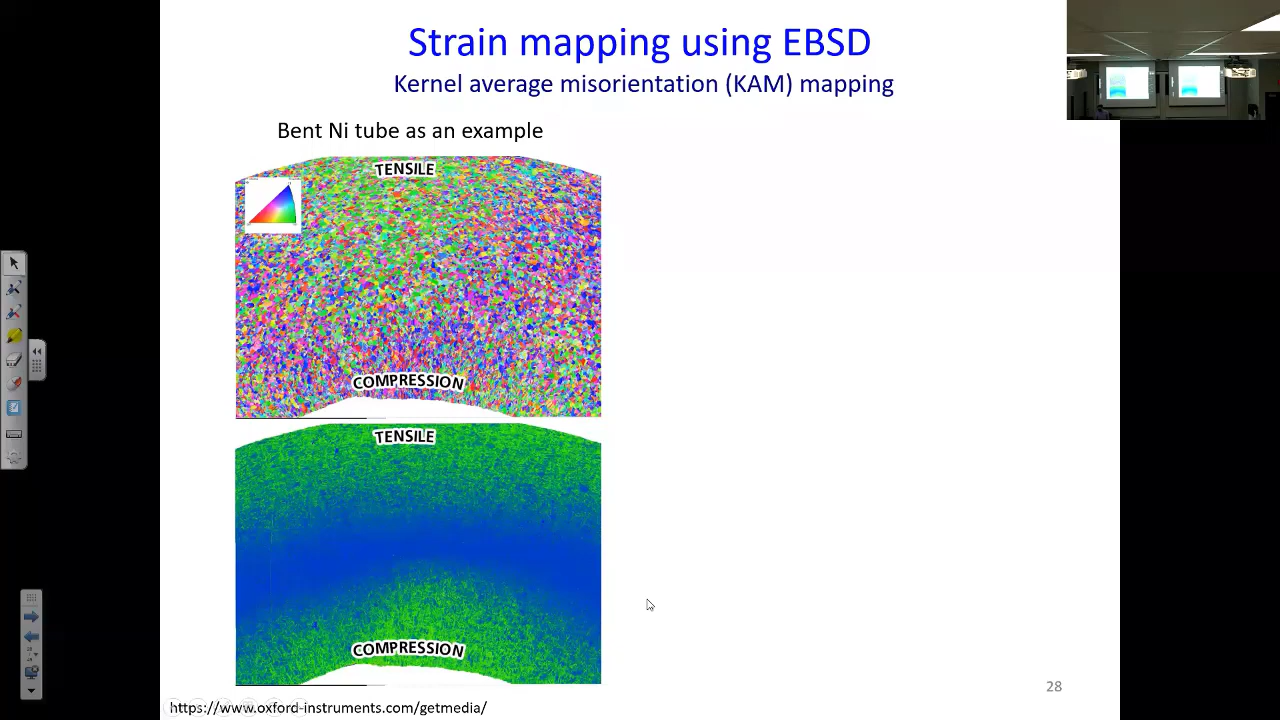 Strain mapping using EBSD
Kernel average misorientation (KAM) mapping
Bent Ni tube as an example
TENSILE
COMPRESSION
TENSILE
COMPRESSION
28
https://www.oxford-instruments.com/getmedia/